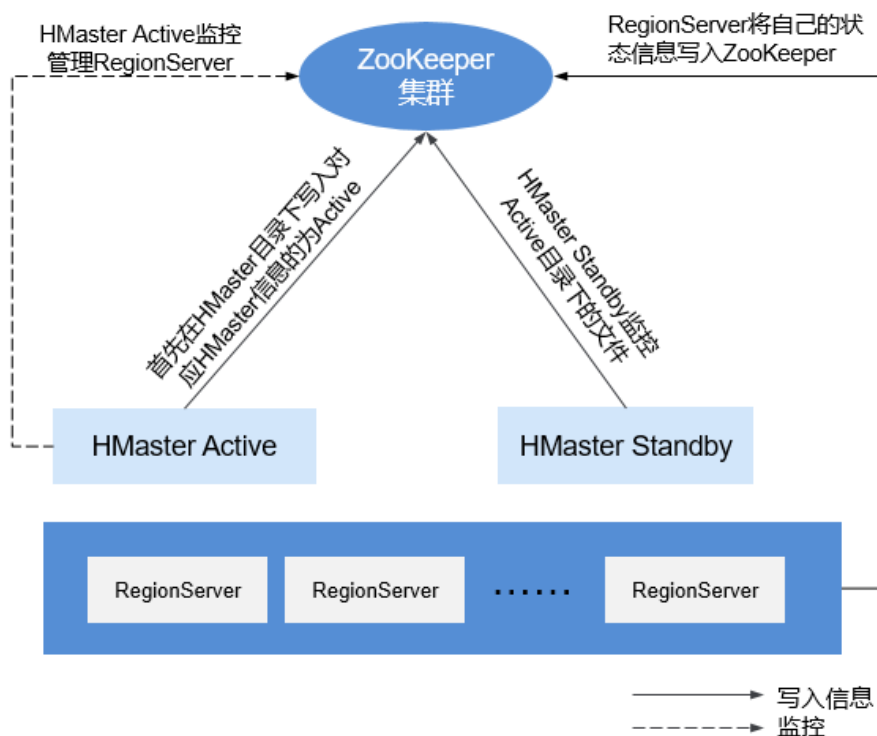 HMaster Active监控
管理RegionServer
ZooKeeper
集群
RegionServer将自己的状
态信息写入ZooKeeper
首先在HMaster目录下写入对
应HMaster信息的为Active
HMaster Standby监控
Active目录下的文件
HMaster Active
HMaster Standby
RegionServer
RegionServer
······
RegionServer
写入信息
监控